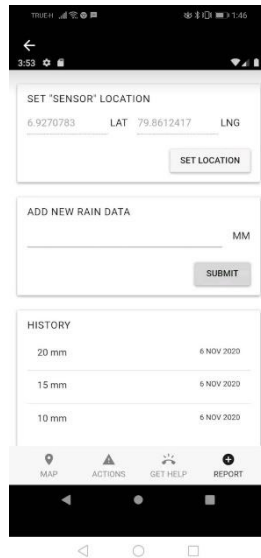 TRUE-H 1:46
3:53
SET "SENSOR" LOCATION
6.9270783 LAT 79.8612417 LNG
SET LOCATION
ADD NEW RAIN DATA
MM
SUBMIT
HISTORY
20 mm 6 NOV 2020
15 mm 6 NOV 2020
10 mm 6 NOV 2020
MAP ACTIONS GET HELP REPORT